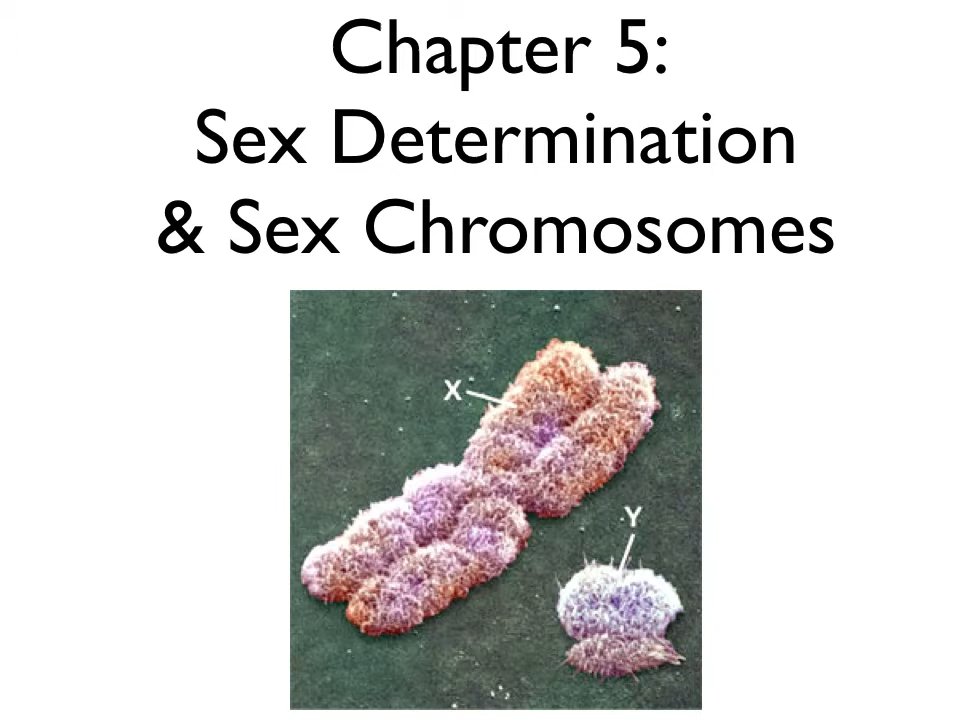 Chapter 5:
Sex Determination
& Sex Chromosomes
X
Y